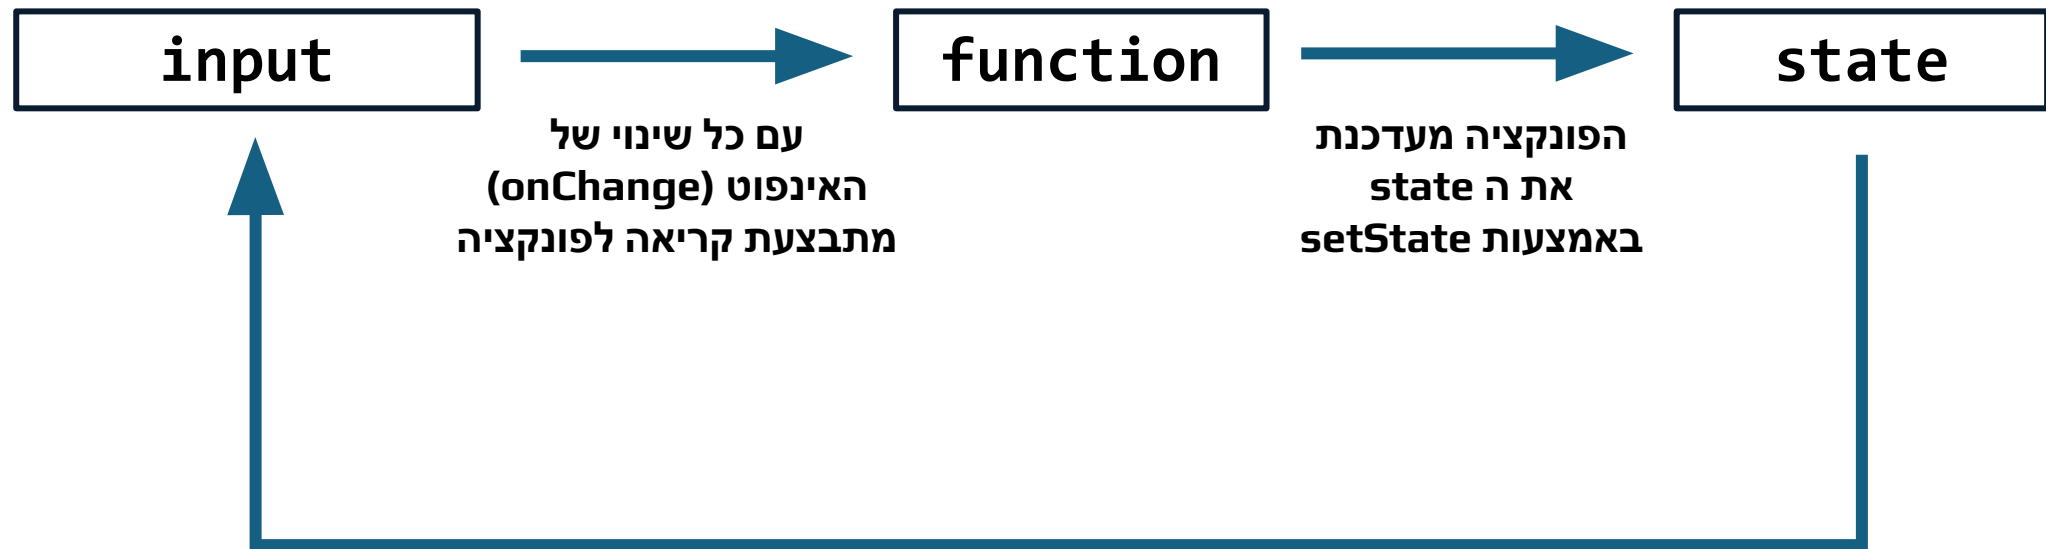 input
function
state
עם כל שינוי של
האינפוט (onChange)
מתבצעת קריאה לפונקציה
הפונקציה מעדכנת
את ה state
באמצעות setState